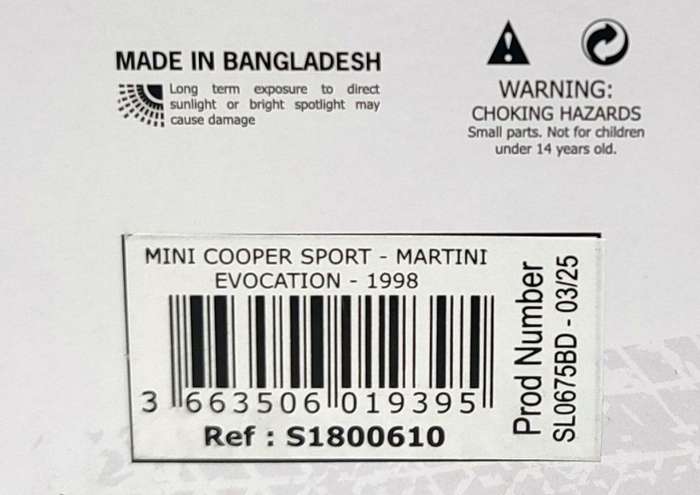 MADE IN BANGLADESH
Long term exposure to direct
sunlight or bright spotlight may
cause damage
WARNING:
CHOKING HAZARDS
Small parts. Not for children
under 14 years old.
MINI COOPER SPORT - MARTINI
EVOCATION - 1998
3 663506 019395
Ref : S1800610
Prod Number
SL0675BD - 03/25